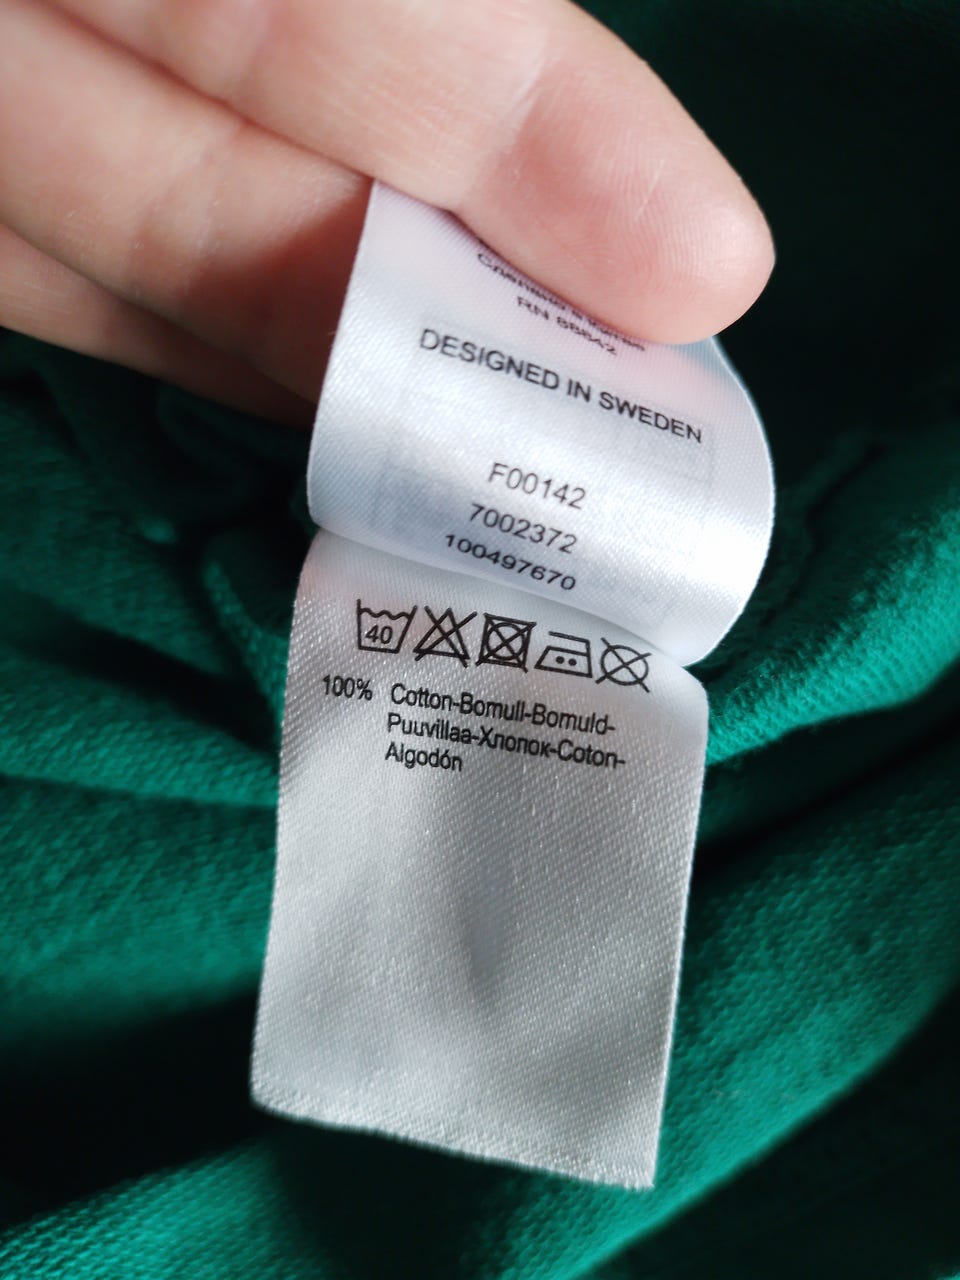 DESIGNED IN SWEDEN
F00142
7002372
100497670
40
100% Cotton-Bomull-Bomuld-
Puuvillaa-Хлопок-Coton-
Algodón